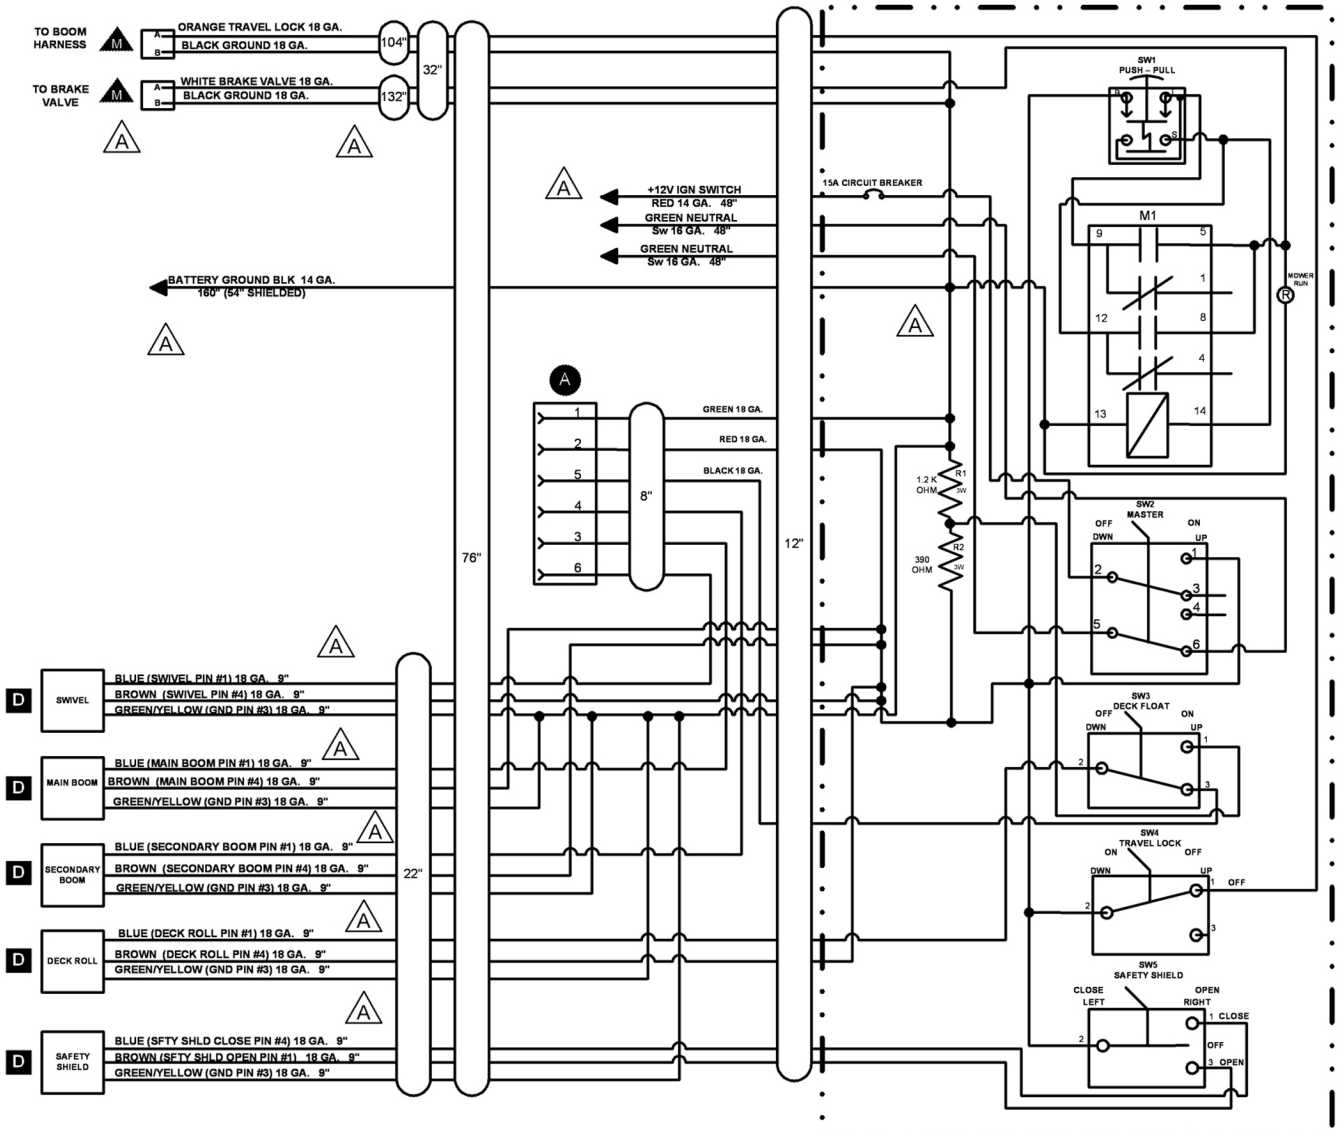 TO BOOM
HARNESS
M
A
B
ORANGE TRAVEL LOCK 18 GA.
BLACK GROUND 18 GA.
104"
32"
TO BRAKE
VALVE
M
A
B
WHITE BRAKE VALVE 18 GA.
BLACK GROUND 18 GA.
132"
A
A
A
+12V IGN SWITCH
RED 14 GA. 48"
GREEN NEUTRAL
Sw 16 GA. 48"
GREEN NEUTRAL
Sw 16 GA. 48"
15A CIRCUIT BREAKER
BATTERY GROUND BLK 14 GA.
160" (54" SHIELDED)
A
A
SW1
PUSH - PULL
S
M1
9
5
1
12
8
4
13
14
MOWER
RUN
R
A
1
2
5
4
3
6
8"
GREEN 18 GA.
RED 18 GA.
BLACK 18 GA.
76"
12"
1.2 K
OHM
R1
3W
390
OHM
R2
3W
SW2
MASTER
OFF
ON
DWN
UP
1
2
3
4
5
6
A
D
SWIVEL
BLUE (SWIVEL PIN #1) 18 GA. 9"
BROWN (SWIVEL PIN #4) 18 GA. 9"
GREEN/YELLOW (GND PIN #3) 18 GA. 9"
SW3
DECK FLOAT
OFF
ON
DWN
UP
1
2
3
A
D
MAIN BOOM
BLUE (MAIN BOOM PIN #1) 18 GA. 9"
BROWN (MAIN BOOM PIN #4) 18 GA. 9"
GREEN/YELLOW (GND PIN #3) 18 GA. 9"
A
D
SECONDARY
BOOM
BLUE (SECONDARY BOOM PIN #1) 18 GA. 9"
BROWN (SECONDARY BOOM PIN #4) 18 GA. 9"
GREEN/YELLOW (GND PIN #3) 18 GA. 9"
22"
SW4
TRAVEL LOCK
ON
OFF
DWN
UP
1
OFF
2
3
A
D
DECK ROLL
BLUE (DECK ROLL PIN #1) 18 GA. 9"
BROWN (DECK ROLL PIN #4) 18 GA. 9"
GREEN/YELLOW (GND PIN #3) 18 GA. 9"
SW5
SAFETY SHIELD
CLOSE
OPEN
LEFT
RIGHT
1 CLOSE
2
OFF
3 OPEN
A
D
SAFETY
SHIELD
BLUE (SFTY SHLD CLOSE PIN #4) 18 GA. 9"
BROWN (SFTY SHLD OPEN PIN #1) 18 GA. 9"
GREEN/YELLOW (GND PIN #3) 18 GA. 9"